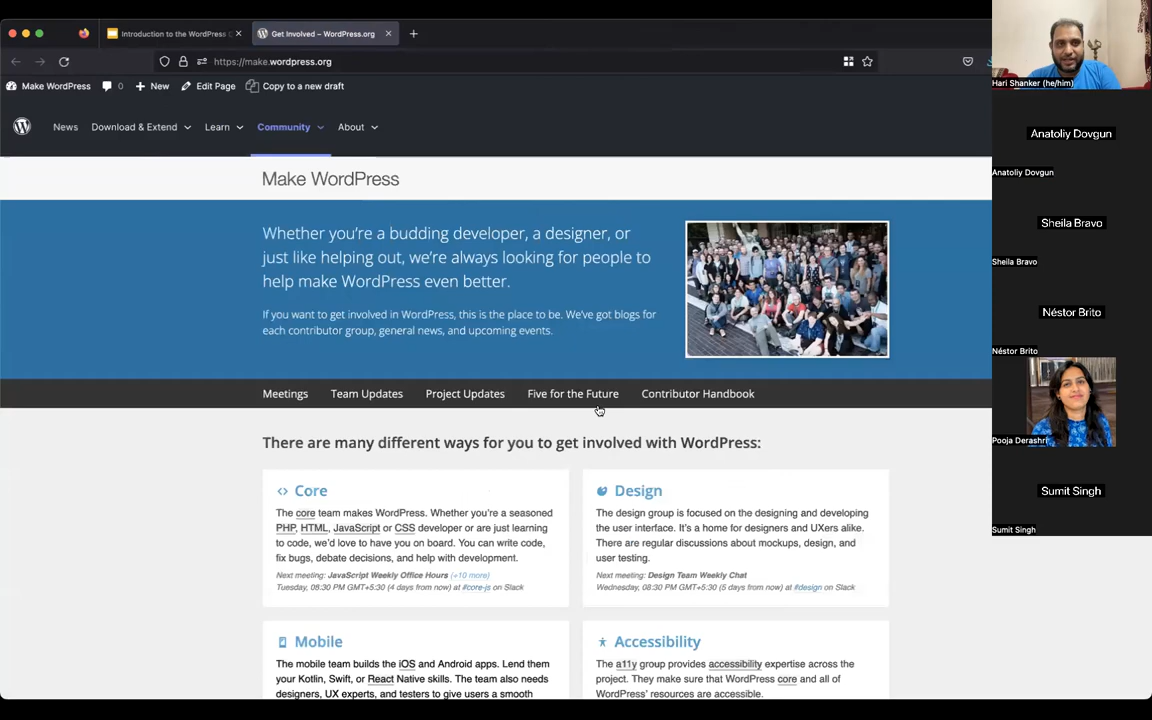 Introduction to the WordPress
Get Involved – WordPress.org
https://make.wordpress.org
Make WordPress
0
New
Edit Page
Copy to a new draft
News
Download & Extend
Learn
Community
About
Make WordPress
Whether you're a budding developer, a designer, or
just like helping out, we're always looking for people to
help make WordPress even better.
If you want to get involved in WordPress, this is the place to be. We've got blogs for
each contributor group, general news, and upcoming events.
Meetings
Team Updates
Project Updates
Five for the Future
Contributor Handbook
There are many different ways for you to get involved with WordPress:
Core
The core team makes WordPress. Whether you're a seasoned
PHP, HTML, JavaScript or CSS developer or are just learning
to code, we'd love to have you on board. You can write code,
fix bugs, debate decisions, and help with development.
Next meeting: JavaScript Weekly Office Hours (+10 more)
Tuesday, 08:30 PM GMT+5:30 (4 days from now) at #core-js on Slack
Design
The design group is focused on the designing and developing
the user interface. It's a home for designers and UXers alike.
There are regular discussions about mockups, design, and
user testing.
Next meeting: Design Team Weekly Chat
Wednesday, 08:30 PM GMT+5:30 (5 days from now) at #design on Slack
Mobile
The mobile team builds the iOS and Android apps. Lend them
your Kotlin, Swift, or React Native skills. The team also needs
designers, UX experts, and testers to give users a smooth
Accessibility
The a11y group provides accessibility expertise across the
project. They make sure that WordPress core and all of
WordPress' resources are accessible.
Hari Shanker (he/him)
Anatoliy Dovgun
Anatoliy Dovgun
Sheila Bravo
Sheila Bravo
Néstor Brito
Néstor Brito
Pooja Derashri
Sumit Singh
Sumit Singh